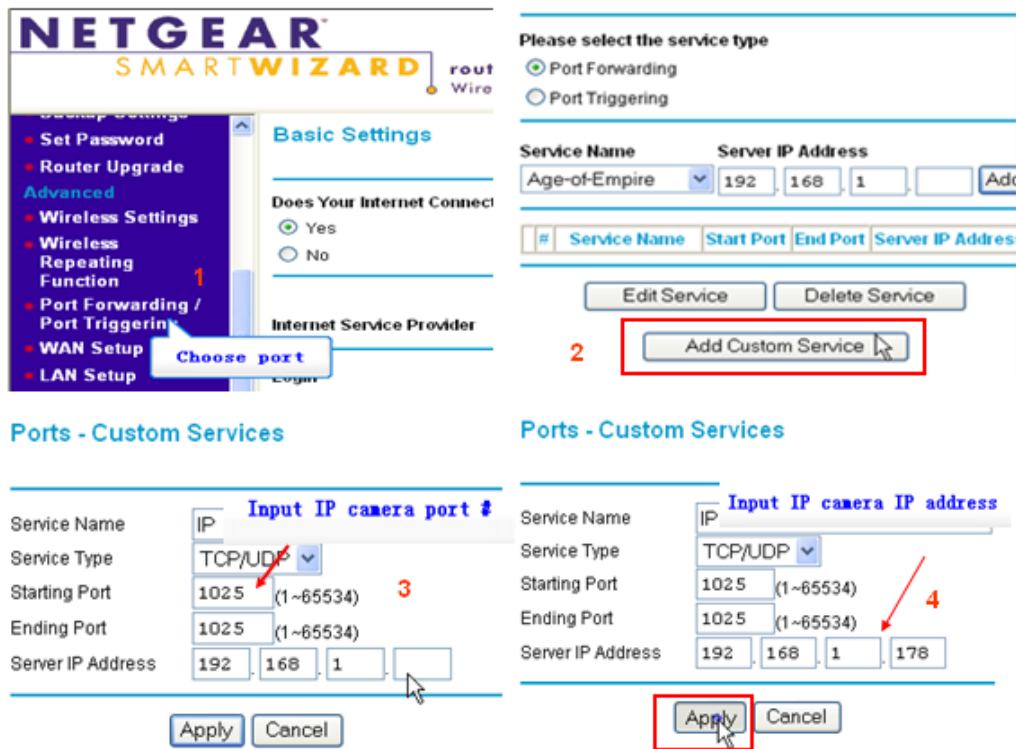 NETGEAR
SMARTWIZARD
rout
Wire
Backup Settings
Set Password
Router Upgrade
Advanced
Wireless Settings
Wireless
Repeating
Function
1
Port Forwarding /
Port Triggering
WAN Setup
LAN Setup
Choose port
Basic Settings
Does Your Internet Connect
Yes
No
Internet Service Provider
Login
Please select the service type
Port Forwarding
Port Triggering
Service Name Server IP Address
Age-of-Empire 192 . 168 . 1 . Add
# Service Name Start Port End Port Server IP Address
Edit Service Delete Service
2 Add Custom Service
Ports - Custom Services
Input IP camera port #
Service Name IP
Service Type TCP/UDP
Starting Port 1025 (1~65534)
3
Ending Port 1025 (1~65534)
Server IP Address 192 . 168 . 1 .
Apply Cancel
Ports - Custom Services
Input IP camera IP address
Service Name IP
Service Type TCP/UDP
Starting Port 1025 (1~65534)
4
Ending Port 1025 (1~65534)
Server IP Address 192 . 168 . 1 . 178
Apply Cancel